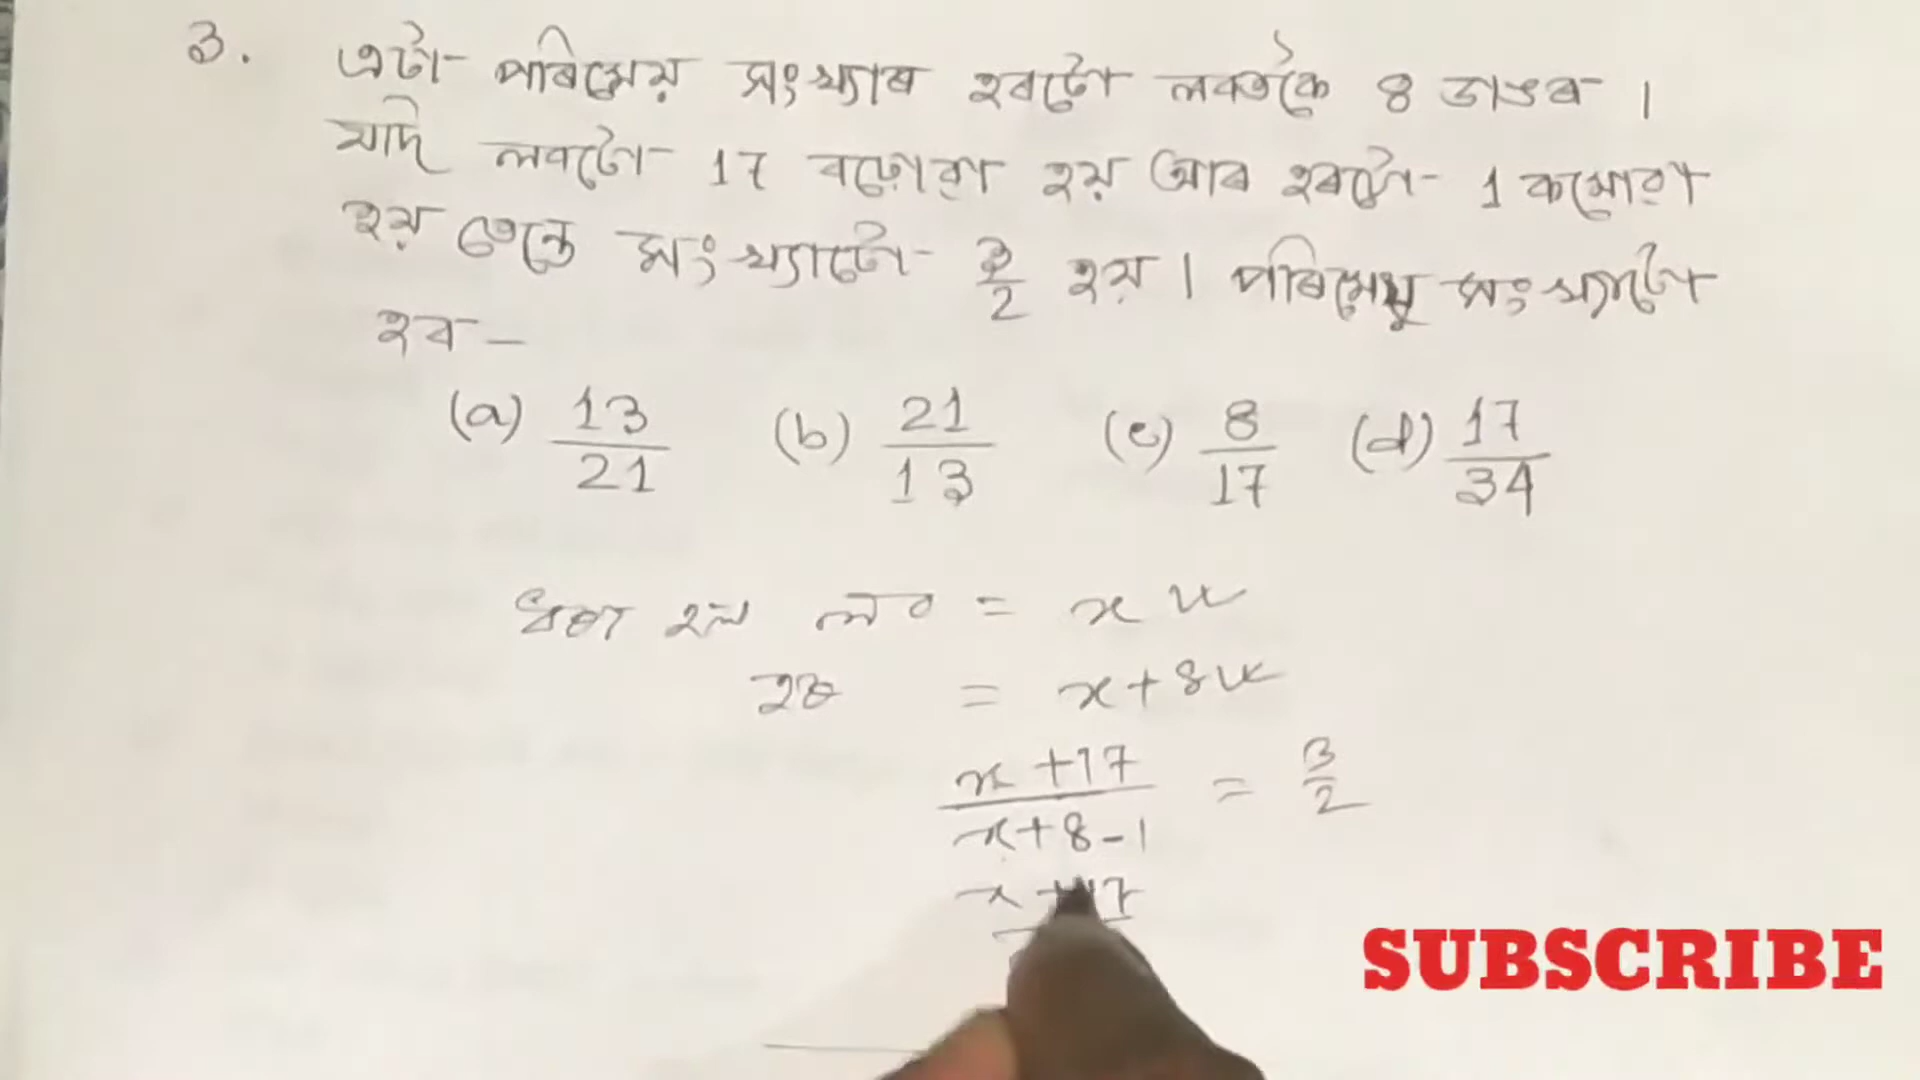 3. এটা পৰিমেয় সংখ্যাৰ হৰটো লবতকৈ 8 ডাঙৰ ।
যদি লবটো 17 বঢ়োৱা হয় আৰু হৰটো 1 কমোৱা
হয় তেন্তে সংখ্যাটো 3/2 হয় । পৰিমেয় সংখ্যাটো
হব —
(a) 13/21 (b) 21/13 (c) 8/17 (d) 17/34
ধৰা হল লব = x
হৰ = x+8
x+17/x+8-1 = 3/2
x+17
SUBSCRIBE